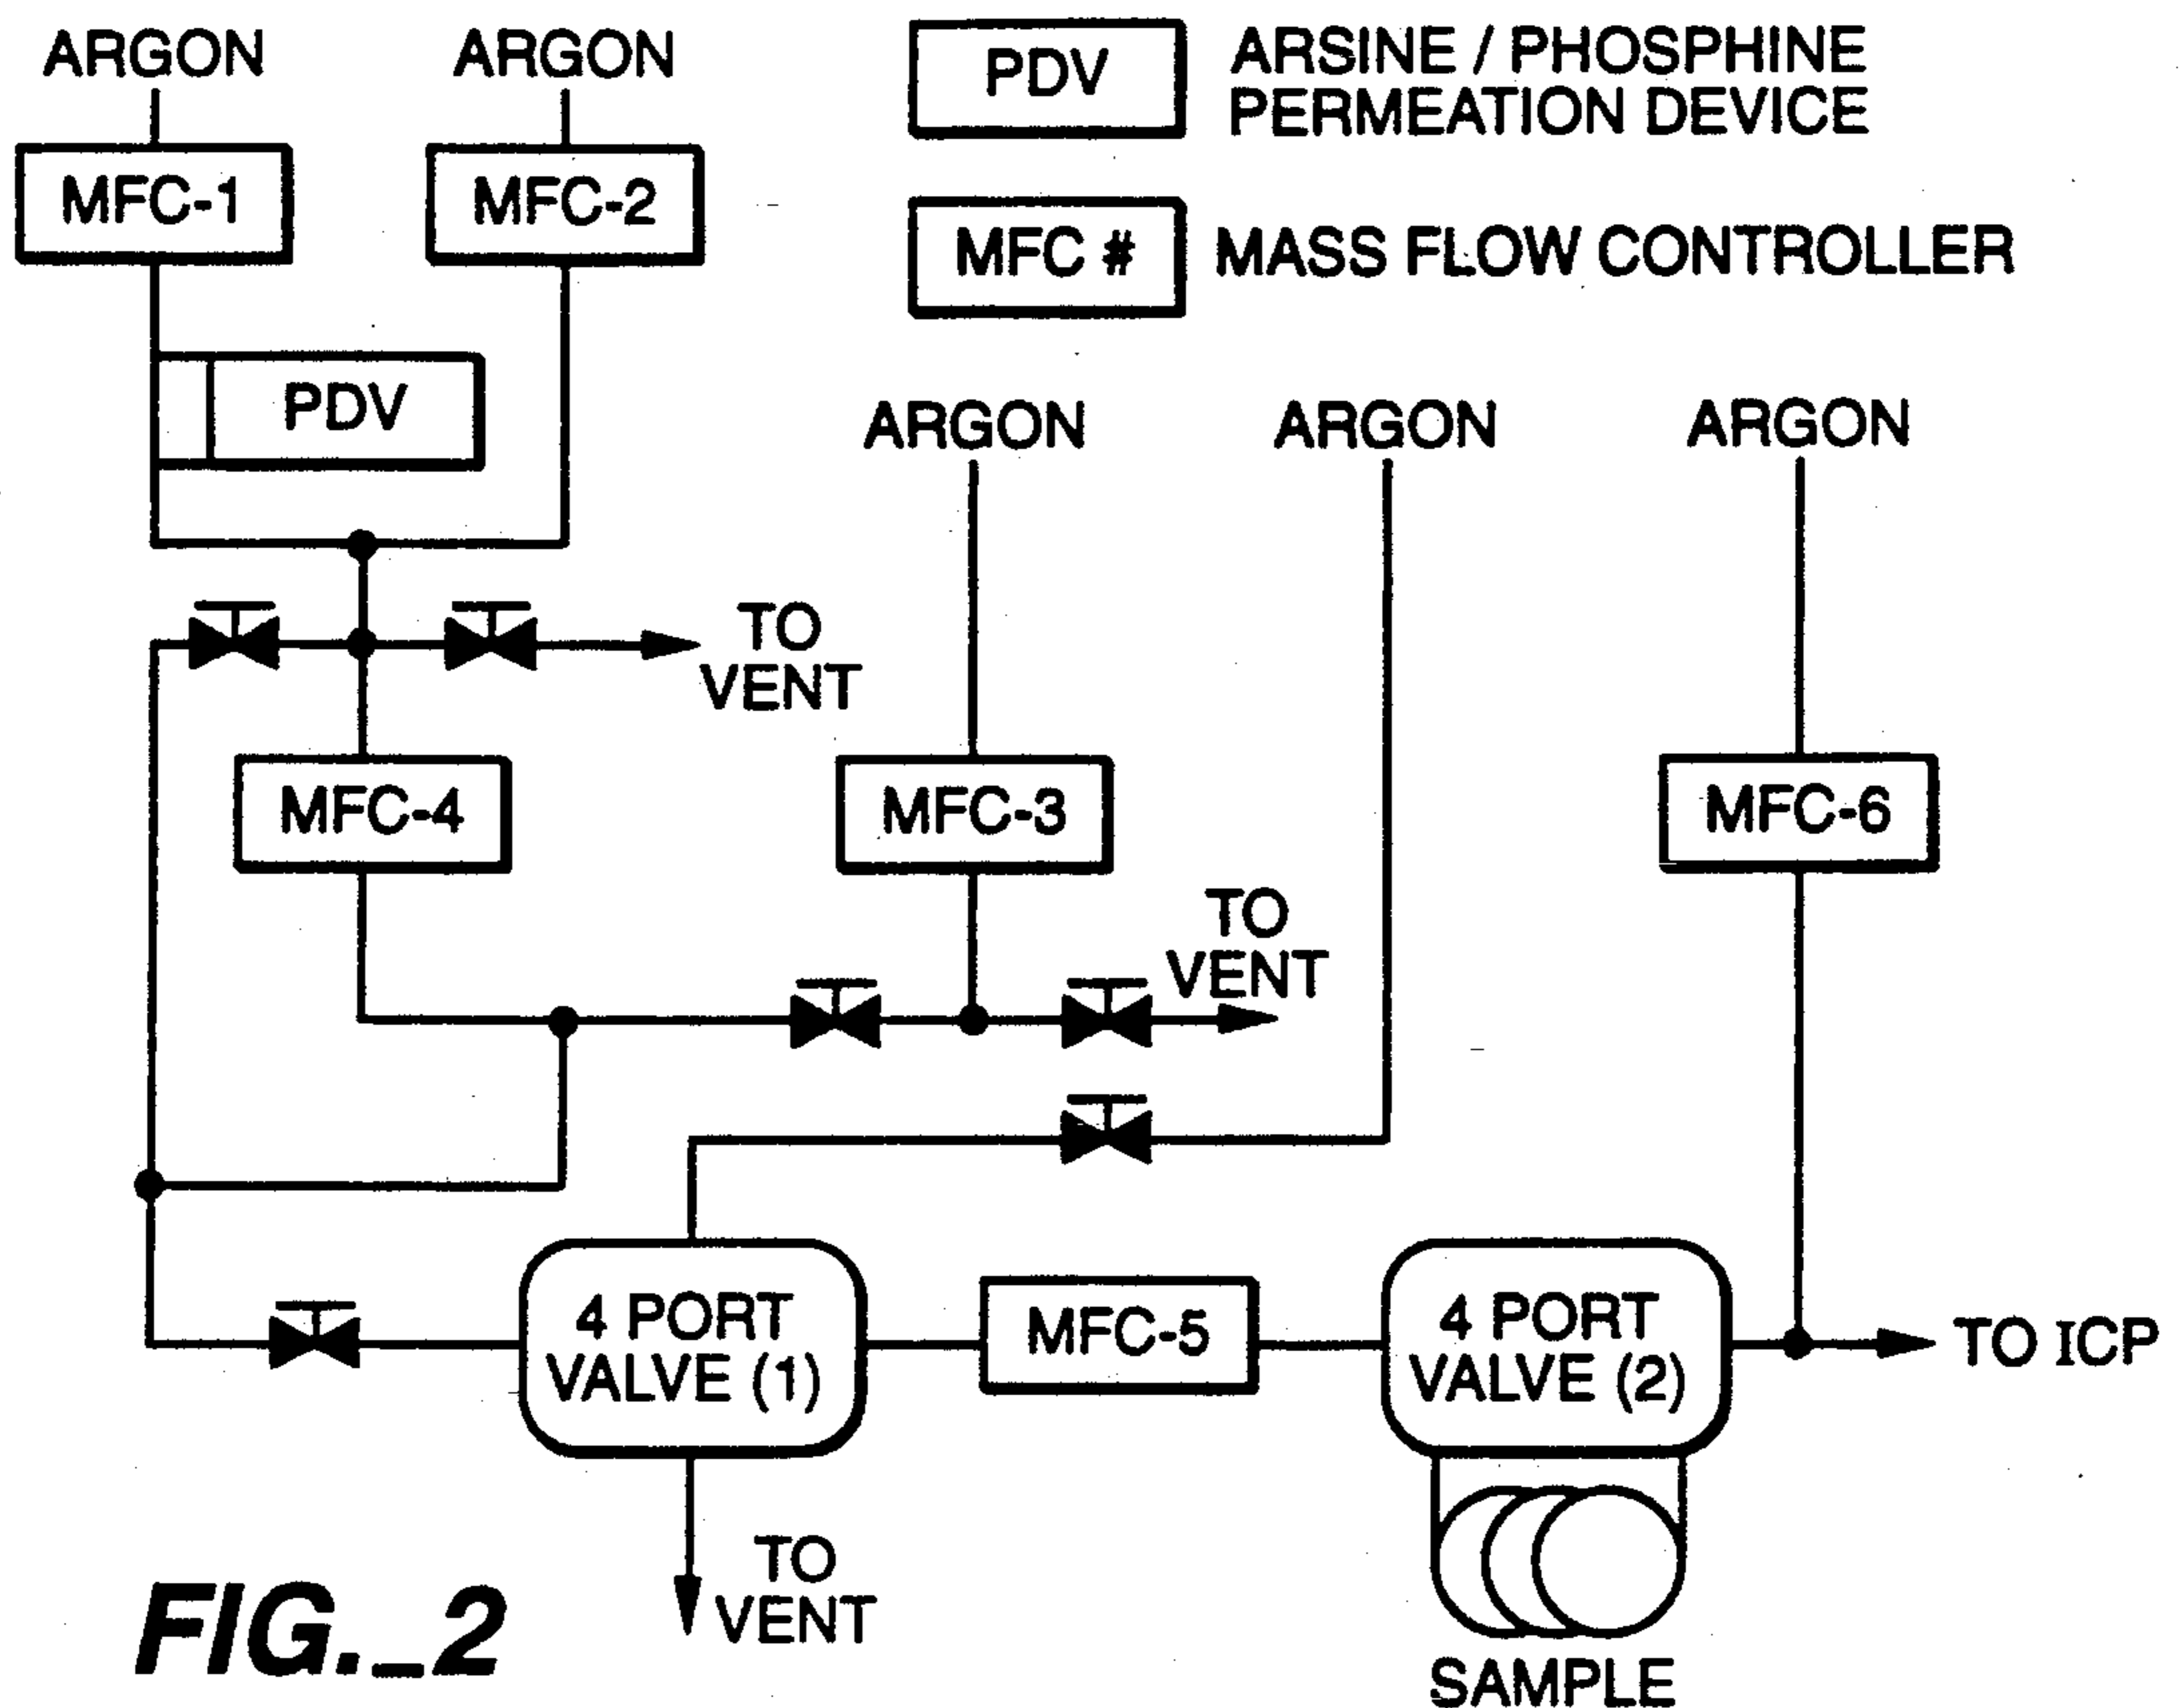 ARGON
ARGON
PDV
ARSINE / PHOSPHINE
PERMEATION DEVICE
MFC-1
MFC-2
MFC #
MASS FLOW CONTROLLER
PDV
ARGON
ARGON
ARGON
TO
VENT
MFC-4
MFC-3
MFC-6
TO
VENT
4 PORT
VALVE (1)
MFC-5
4 PORT
VALVE (2)
TO ICP
TO
VENT
SAMPLE
FIG._2